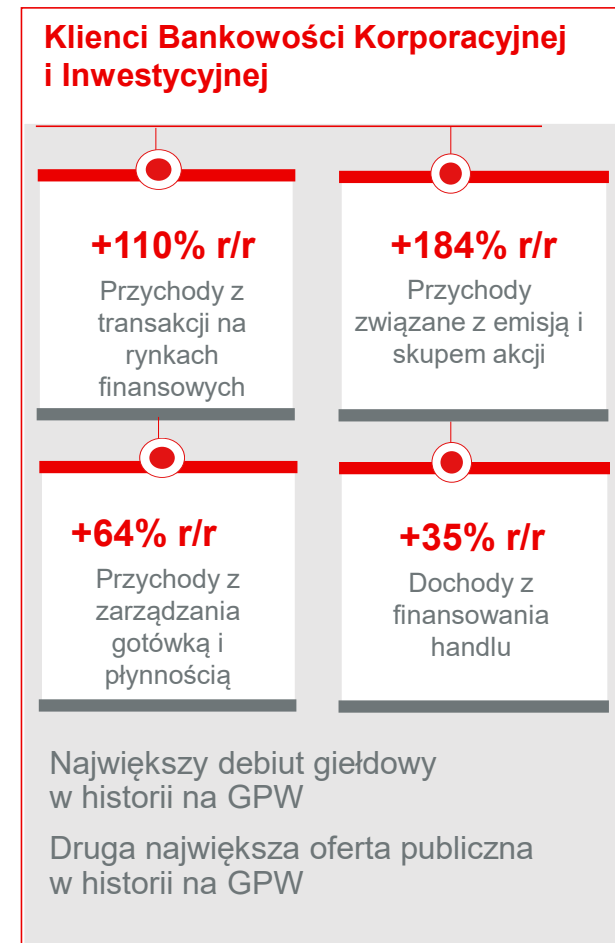 Klienci Bankowości Korporacyjnej
i Inwestycyjnej
+110% r/r
Przychody z
transakcji na
rynkach
finansowych
+184% r/r
Przychody
związane z emisją i
skupem akcji
+64% r/r
Przychody z
zarządzania
gotówką i
płynnością
+35% r/r
Dochody z
finansowania
handlu
Największy debiut giełdowy
w historii na GPW
Druga największa oferta publiczna
w historii na GPW